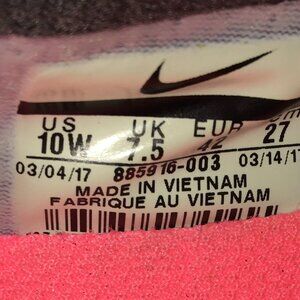 US UK EUR cm
10W 7.5 42 27
03/04/17 885916-003 03/14/17
MADE IN VIETNAM
FABRIQUE AU VIETNAM